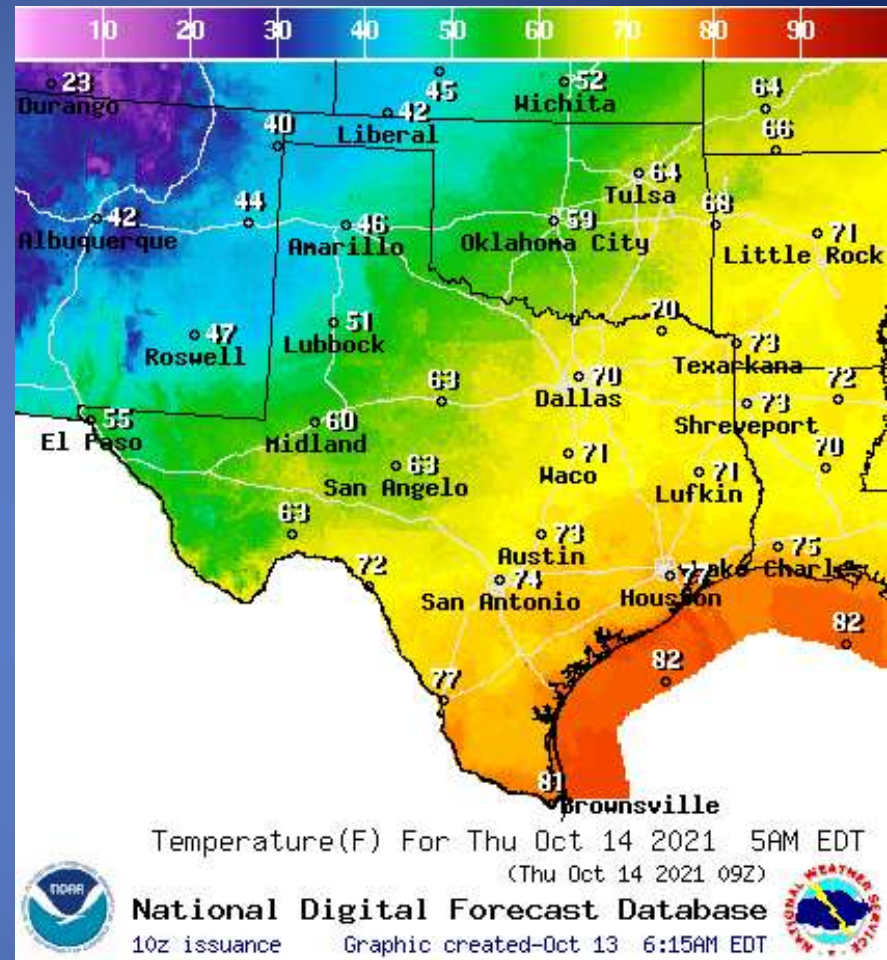 10 20 30 40 50 60 70 80 90
23 45 52 64
Durango Wichita
42
Liberal
40 66
64
Tulsa
42 44 46 59 68 71
Albuquerque Amarillo Oklahoma City Little Rock
47 51 70 73
Roswell Lubbock Texarkana
63 70 73 72
Dallas Shreveport
55 60
El Paso Midland
63 71 71 70
San Angelo Waco Lufkin
63 73 75
Austin Lake Charles
72 74 77
San Antonio Houston
82
77 82
81
Brownsville
Temperature(F) For Thu Oct 14 2021 5AM EDT
(Thu Oct 14 2021 09Z)
NOAA
National Digital Forecast Database
NATIONAL WEATHER SERVICE
10z issuance Graphic created-Oct 13 6:15AM EDT